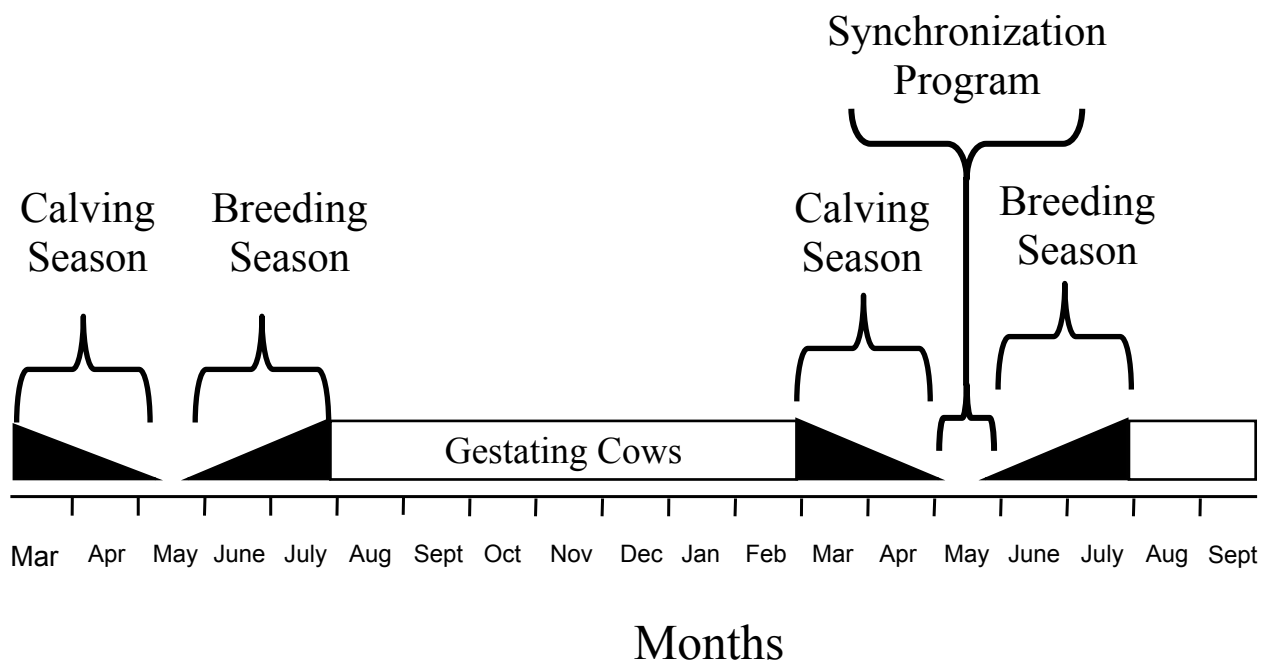 Synchronization
Program
Calving
Season
Breeding
Season
Calving
Season
Breeding
Season
Gestating Cows
Mar Apr May June July Aug Sept Oct Nov Dec Jan Feb Mar Apr May June July Aug Sept
Months